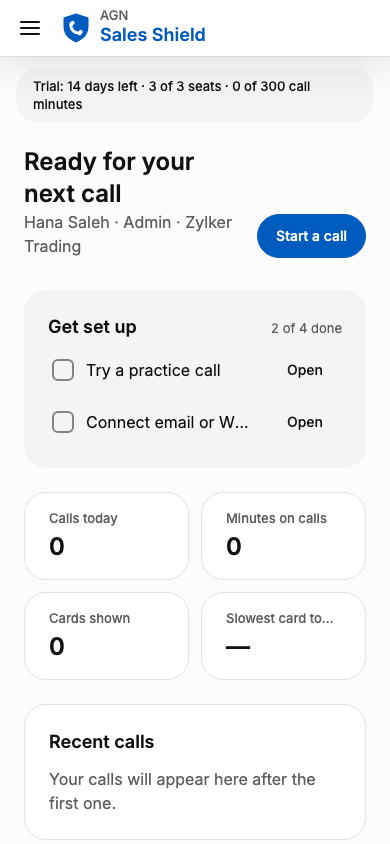 AGN
Sales Shield
Trial: 14 days left · 3 of 3 seats · 0 of 300 call
minutes
Ready for your
next call
Hana Saleh · Admin · Zylker
Trading
Start a call
Get set up
2 of 4 done
Try a practice call
Open
Connect email or W...
Open
Calls today
0
Minutes on calls
0
Cards shown
0
Slowest card to...
—
Recent calls
Your calls will appear here after the
first one.